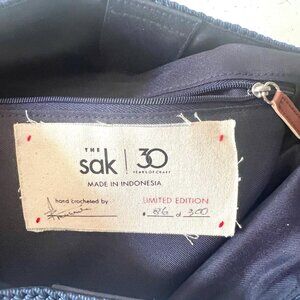 THE
sak | 30
YEARS OF CRAFT
MADE IN INDONESIA
hand crocheted by
LIMITED EDITION
# 86 of 300